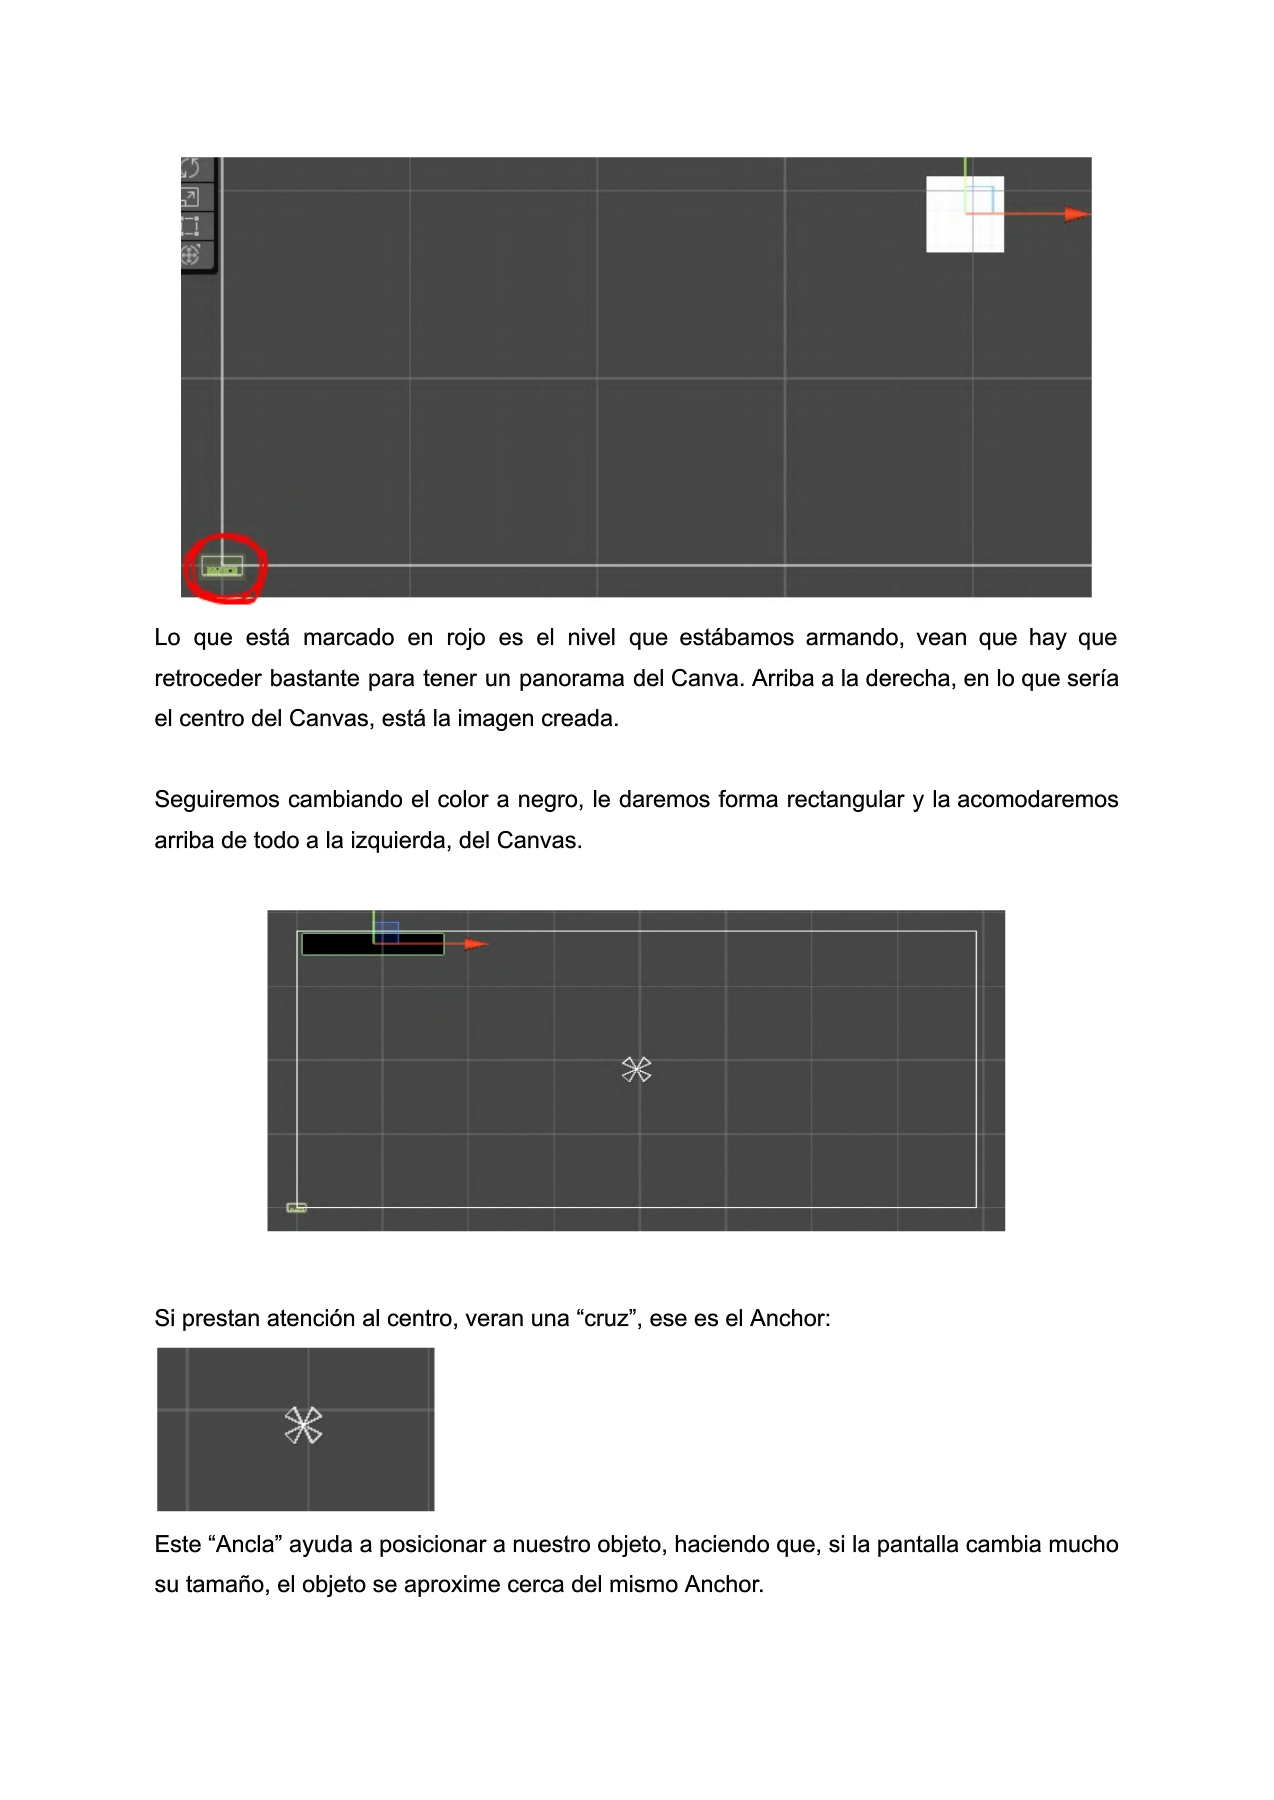 Lo que está marcado en rojo es el nivel que estábamos armando, vean que hay que
retroceder bastante para tener un panorama del Canva. Arriba a la derecha, en lo que sería
el centro del Canvas, está la imagen creada.
Seguiremos cambiando el color a negro, le daremos forma rectangular y la acomodaremos
arriba de todo a la izquierda, del Canvas.
Si prestan atención al centro, veran una “cruz”, ese es el Anchor:
Este “Ancla” ayuda a posicionar a nuestro objeto, haciendo que, si la pantalla cambia mucho
su tamaño, el objeto se aproxime cerca del mismo Anchor.